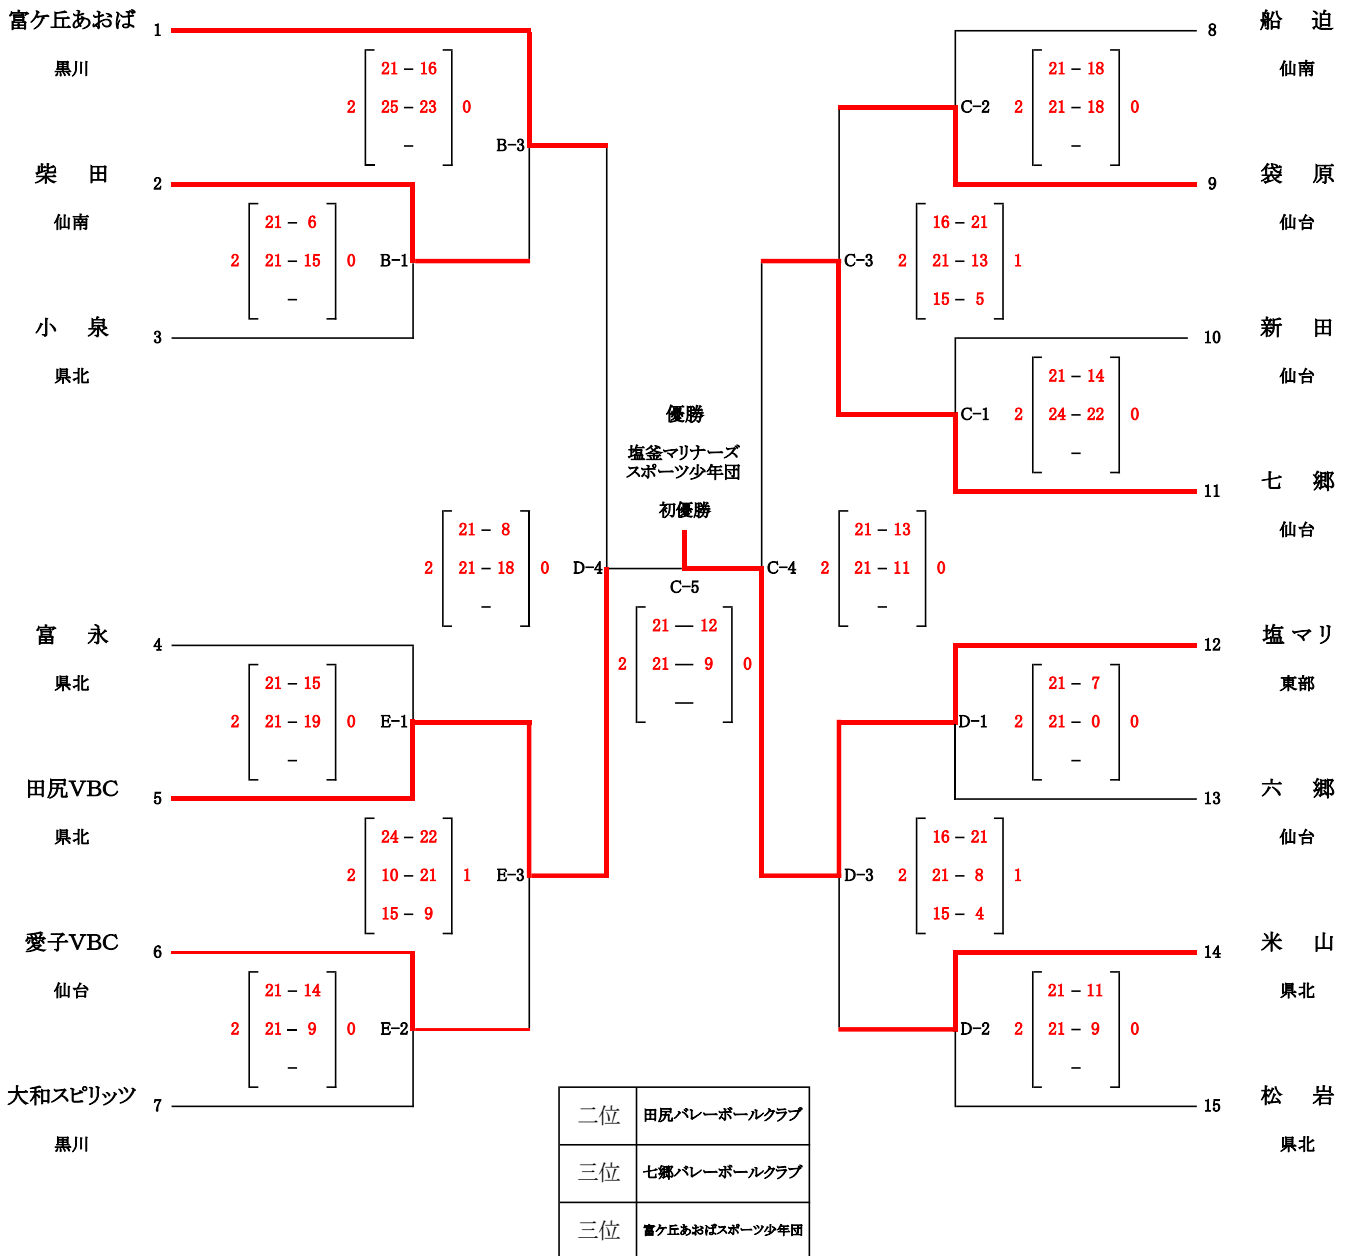 富ケ丘あおば 1
黒川
21 - 16
2 25 - 23 0
-
B-3
柴 田 2
仙南
21 - 6
2 21 - 15 0 B-1
-
小 泉 3
県北
富 永 4
県北
21 - 15
2 21 - 19 0 E-1
-
田尻VBC 5
県北
24 - 22
2 10 - 21 1 E-3
15 - 9
愛子VBC 6
仙台
21 - 14
2 21 - 9 0 E-2
-
大和スピリッツ 7
黒川
21 - 8
2 21 - 18 0 D-4
-
優勝
塩釜マリナーズ
スポーツ少年団
初優勝
C-5
21 — 12
2 21 — 9 0
—
8 船 迫
仙南
21 - 18
C-2 2 21 - 18 0
-
9 袋 原
仙台
16 - 21
C-3 2 21 - 13 1
15 - 5
10 新 田
仙台
21 - 14
C-1 2 24 - 22 0
-
11 七 郷
仙台
21 - 13
C-4 2 21 - 11 0
-
12 塩マリ
東部
21 - 7
D-1 2 21 - 0 0
-
13 六 郷
仙台
16 - 21
D-3 2 21 - 8 1
15 - 4
14 米 山
県北
21 - 11
D-2 2 21 - 9 0
-
15 松 岩
県北
二位 田尻バレーボールクラブ
三位 七郷バレーボールクラブ
三位 富ケ丘あおばスポーツ少年団